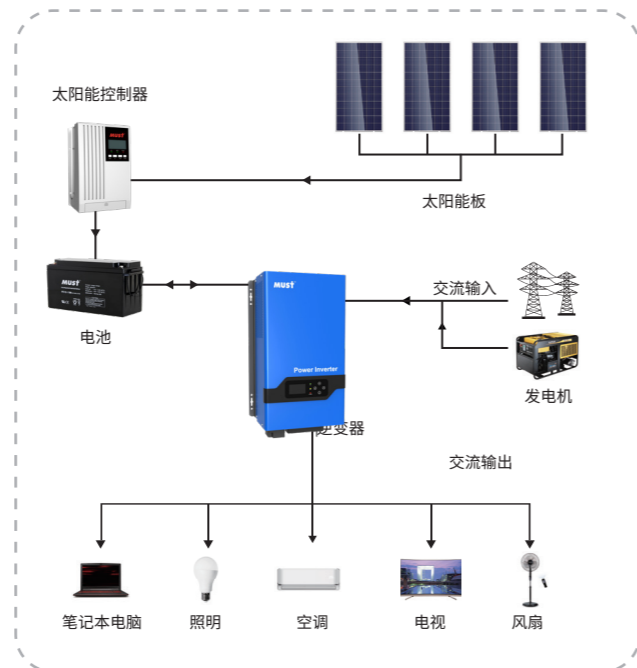 太阳能控制器
MUST
太阳能板
MUST
MUST
交流输入
电池
Power Inverter
发电机
逆变器
交流输出
笔记本电脑
照明
空调
电视
风扇